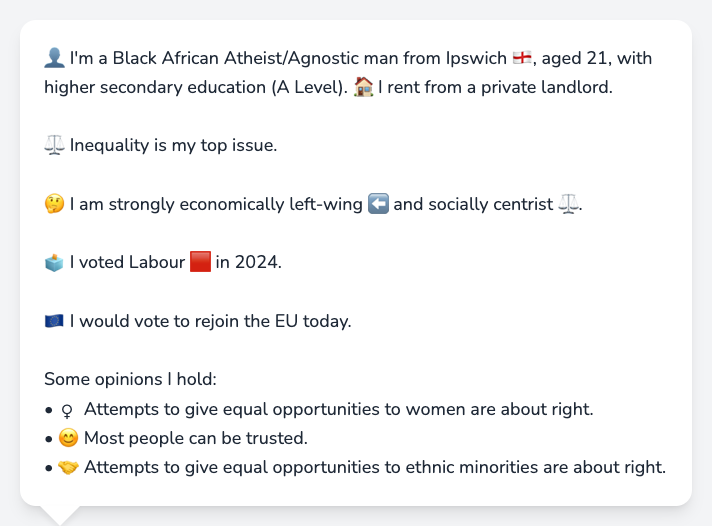 👤 I'm a Black African Atheist/Agnostic man from Ipswich 🏴󠁧󠁢󠁥󠁮󠁧󠁿, aged 21, with
higher secondary education (A Level). 🏠 I rent from a private landlord.
⚖️ Inequality is my top issue.
🤔 I am strongly economically left-wing ⬅️ and socially centrist ⚖️.
🗳️ I voted Labour 🟥 in 2024.
🇪🇺 I would vote to rejoin the EU today.
Some opinions I hold:
• ♀ Attempts to give equal opportunities to women are about right.
• 😊 Most people can be trusted.
• 🤝 Attempts to give equal opportunities to ethnic minorities are about right.